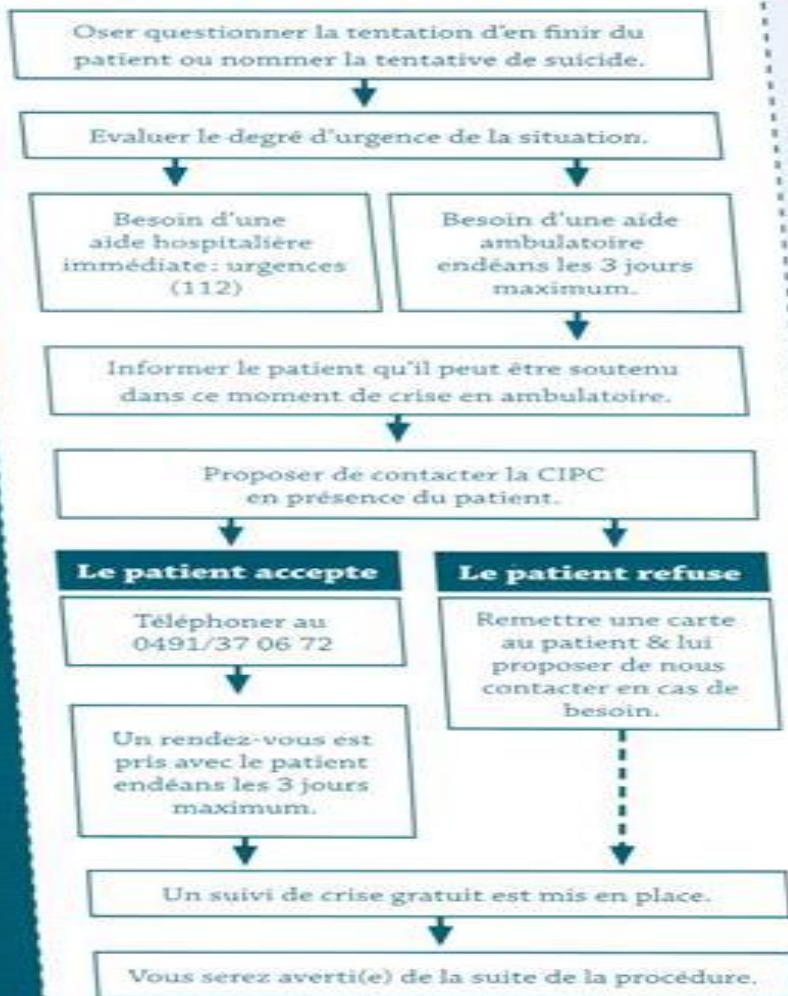 Oser questionner la tentation d'en finir du
patient ou nommer la tentative de suicide.
Evaluer le degré d'urgence de la situation.
Besoin d'une
aide hospitalière
immédiate: urgences
(112)
Besoin d'une aide
ambulatoire
endéans les 3 jours
maximum.
Informer le patient qu'il peut être soutenu
dans ce moment de crise en ambulatoire.
Proposer de contacter la CIPC
en présence du patient.
Le patient accepte
Téléphoner au
0491/37 06 72
Un rendez-vous est
pris avec le patient
endéans les 3 jours
maximum.
Le patient refuse
Remettre une carte
au patient & lui
proposer de nous
contacter en cas de
besoin.
Un suivi de crise gratuit est mis en place.
Vous serez averti(e) de la suite de la procédure.